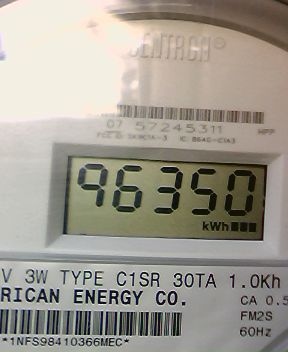 CENTRON®
07 57245311 HPP
96350
kWh
V 3W TYPE C1SR 30TA 1.0Kh
RICAN ENERGY CO.
CA 0.5
FM2S
60Hz
*1NFS98410366MEC*